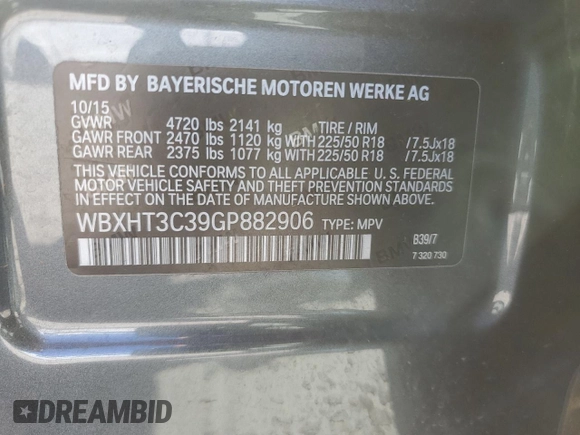 MFD BY BAYERISCHE MOTOREN WERKE AG
10/15
GVWR 4720 lbs 2141 kg TIRE / RIM
GAWR FRONT 2470 lbs 1120 kg WITH 225/50 R18 /7.5Jx18
GAWR REAR 2375 lbs 1077 kg WITH 225/50 R18 /7.5Jx18
THIS VEHICLE CONFORMS TO ALL APPLICABLE U. S. FEDERAL
MOTOR VEHICLE SAFETY AND THEFT PREVENTION STANDARDS
IN EFFECT ON THE DATE OF MANUFACTURE SHOWN ABOVE.
WBXHT3C39GP882906 TYPE: MPV
B39/7
7 320 730
DREAMBID